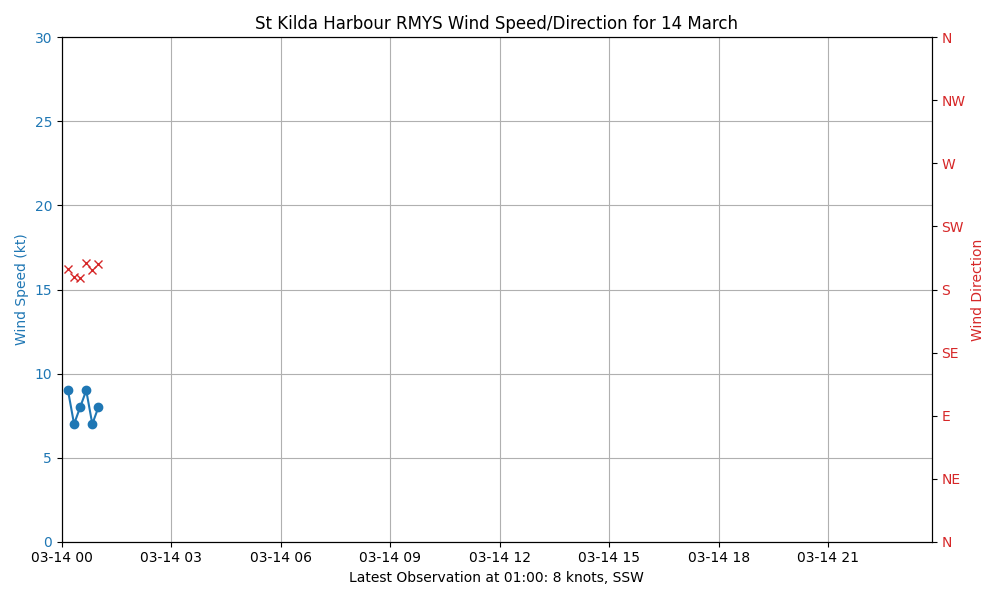 St Kilda Harbour RMYS Wind Speed/Direction for 14 March
30
25
20
15
10
5
0
Wind Speed (kt)
N
NW
W
SW
S
SE
E
NE
N
Wind Direction
03-14 00
03-14 03
03-14 06
03-14 09
03-14 12
03-14 15
03-14 18
03-14 21
Latest Observation at 01:00: 8 knots, SSW